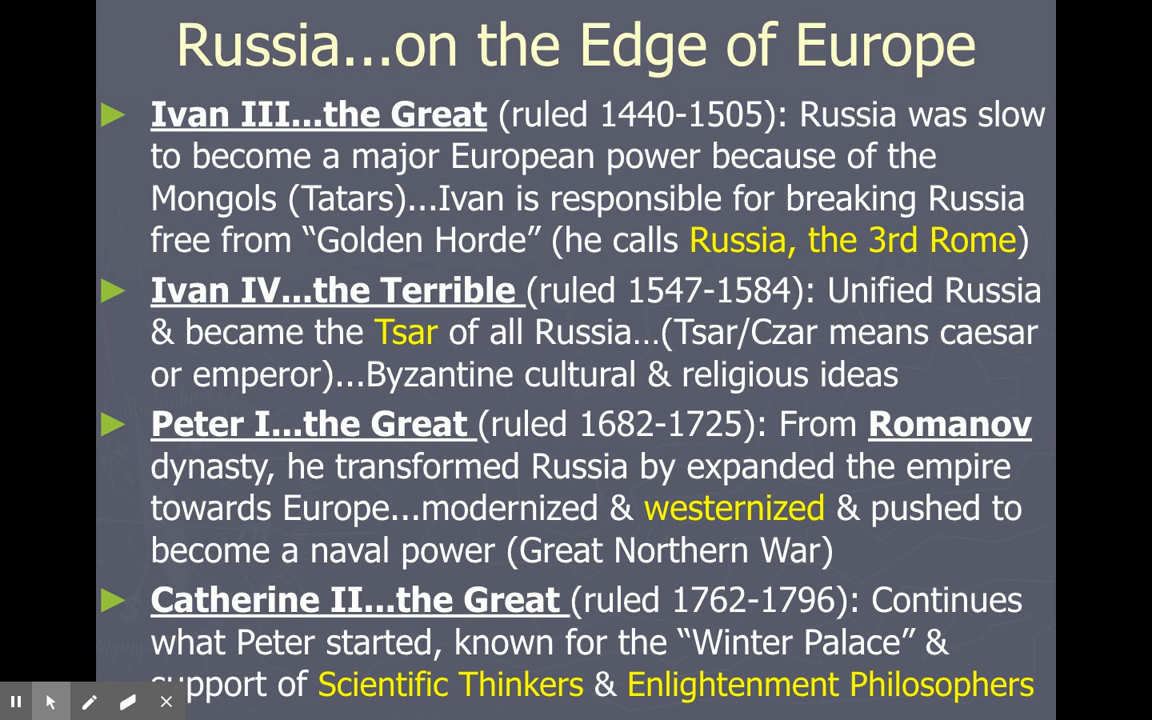 Russia...on the Edge of Europe
Ivan III...the Great (ruled 1440-1505): Russia was slow
to become a major European power because of the
Mongols (Tatars)...Ivan is responsible for breaking Russia
free from “Golden Horde” (he calls Russia, the 3rd Rome)
Ivan IV...the Terrible (ruled 1547-1584): Unified Russia
& became the Tsar of all Russia…(Tsar/Czar means caesar
or emperor)...Byzantine cultural & religious ideas
Peter I...the Great (ruled 1682-1725): From Romanov
dynasty, he transformed Russia by expanded the empire
towards Europe...modernized & westernized & pushed to
become a naval power (Great Northern War)
Catherine II...the Great (ruled 1762-1796): Continues
what Peter started, known for the “Winter Palace” &
support of Scientific Thinkers & Enlightenment Philosophers